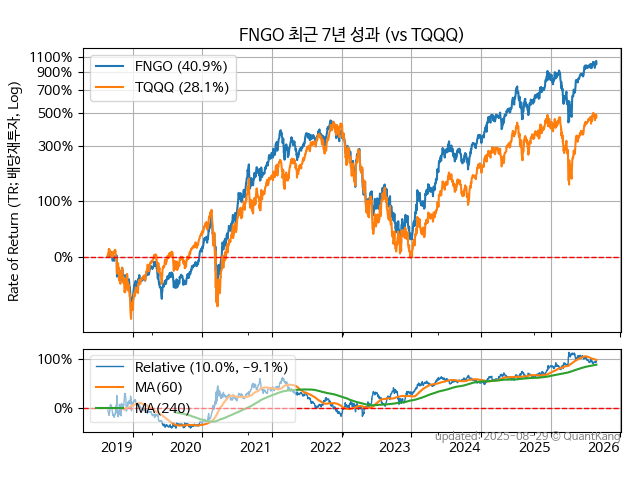 FNGO 최근 7년 성과 (vs TQQQ)
Rate of Return (TR; 배당재투자, Log)
1100%
900%
700%
500%
300%
100%
0%
FNGO (40.9%)
TQQQ (28.1%)
100%
0%
Relative (10.0%, −9.1%)
MA(60)
MA(240)
updated: 2025-08-29 © QuantKang
2019 2020 2021 2022 2023 2024 2025 2026